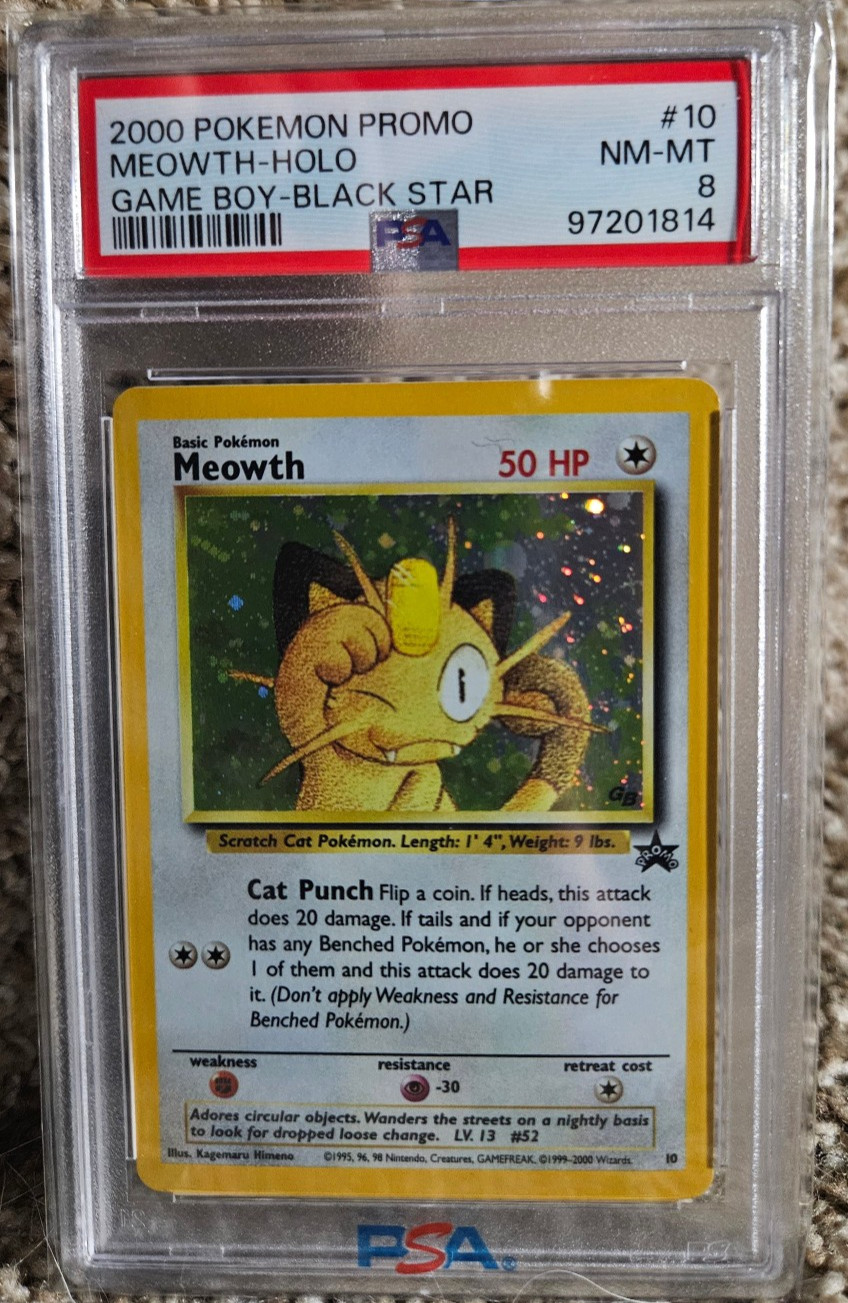 2000 POKEMON PROMO #10
MEOWTH-HOLO NM-MT
GAME BOY-BLACK STAR 8
97201814
PSA
Basic Pokémon
Meowth 50 HP
GB
Scratch Cat Pokémon. Length: 1' 4", Weight: 9 lbs.
PROMO
Cat Punch Flip a coin. If heads, this attack
does 20 damage. If tails and if your opponent
has any Benched Pokémon, he or she chooses
1 of them and this attack does 20 damage to
it. (Don't apply Weakness and Resistance for
Benched Pokémon.)
weakness resistance retreat cost
-30
Adores circular objects. Wanders the streets on a nightly basis
to look for dropped loose change. LV. 13 #52
Illus. Kagemaru Himeno ©1995, 96, 98 Nintendo, Creatures, GAMEFREAK. ©1999-2000 Wizards. 10
PSA®